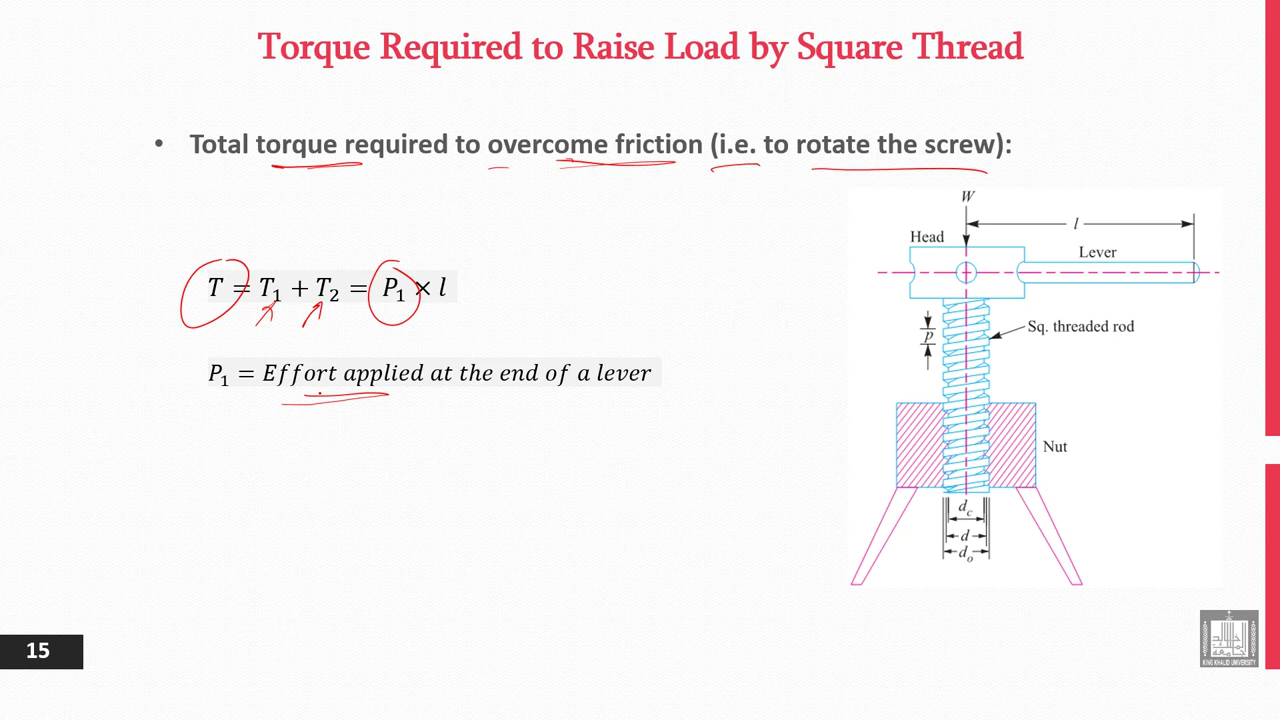 Torque Required to Raise Load by Square Thread
• Total torque required to overcome friction (i.e. to rotate the screw):
T = T₁ + T₂ = P₁ × l
P₁ = Effort applied at the end of a lever
W
l
Head
Lever
p
Sq. threaded rod
Nut
d_c
d
d_o
15
KING KHALID UNIVERSITY